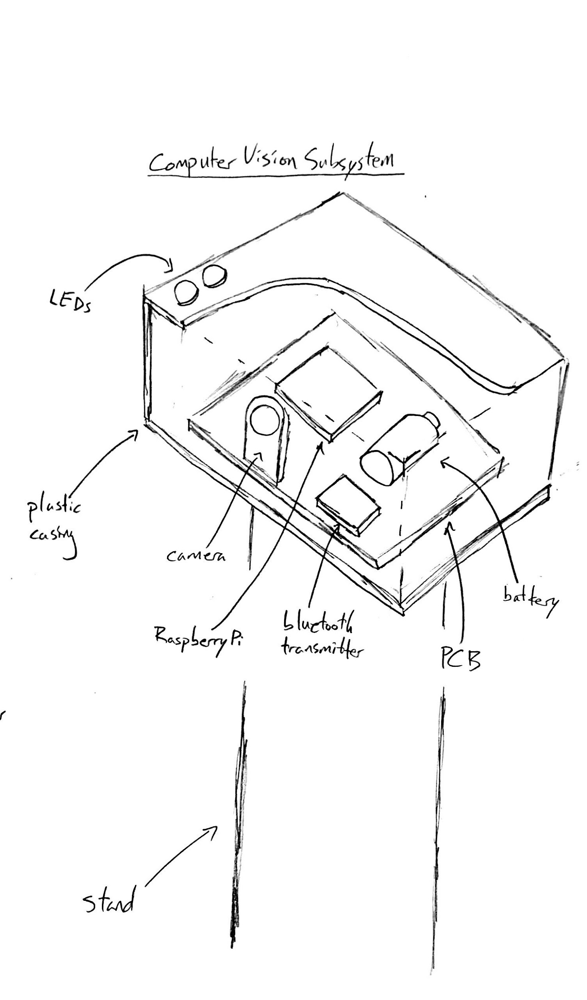 Computer Vision Subsystem
LEDs
plastic
casing
camera
battery
Raspberry Pi
bluetooth
transmitter
PCB
stand